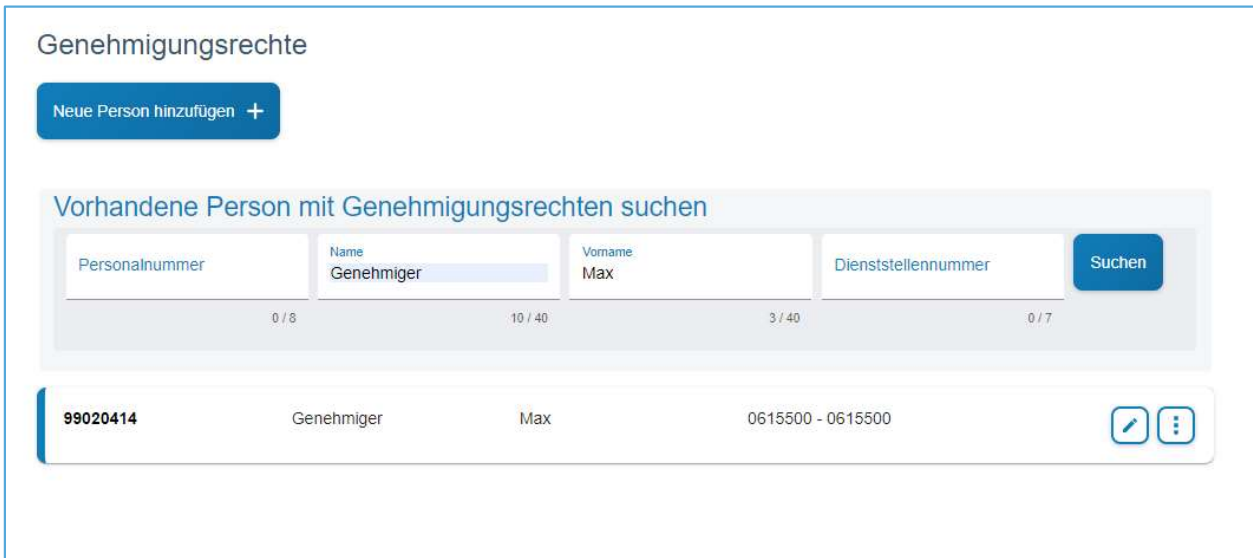 Genehmigungsrechte
Neue Person hinzufügen +
Vorhandene Person mit Genehmigungsrechten suchen
Personalnummer Name Genehmiger Vorname Max Dienststellennummer Suchen
0 / 8 10 / 40 3 / 40 0 / 7
99020414 Genehmiger Max 0615500 - 0615500